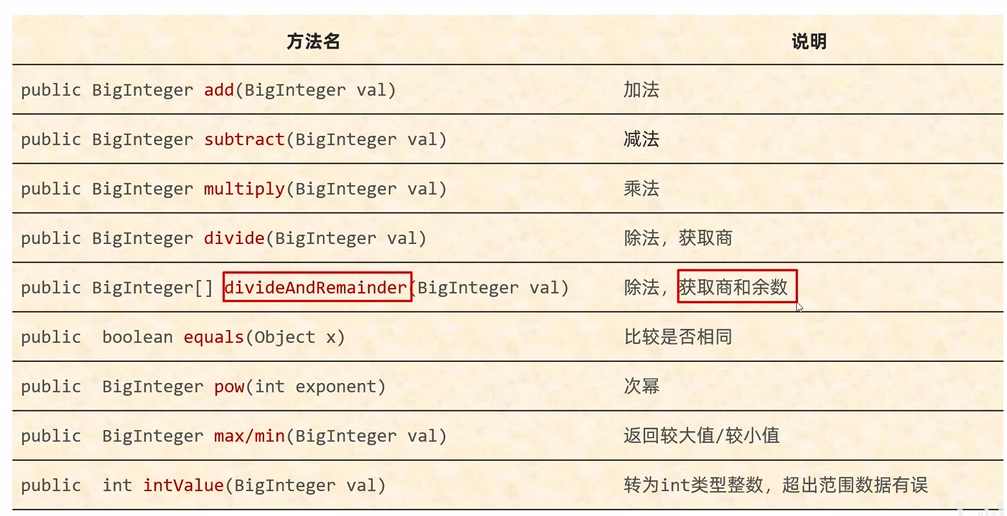 方法名 说明
public BigInteger add(BigInteger val) 加法
public BigInteger subtract(BigInteger val) 减法
public BigInteger multiply(BigInteger val) 乘法
public BigInteger divide(BigInteger val) 除法，获取商
public BigInteger[] divideAndRemainder(BigInteger val) 除法，获取商和余数
public  boolean equals(Object x) 比较是否相同
public  BigInteger pow(int exponent) 次幂
public  BigInteger max/min(BigInteger val) 返回较大值/较小值
public  int intValue(BigInteger val) 转为int类型整数，超出范围数据有误